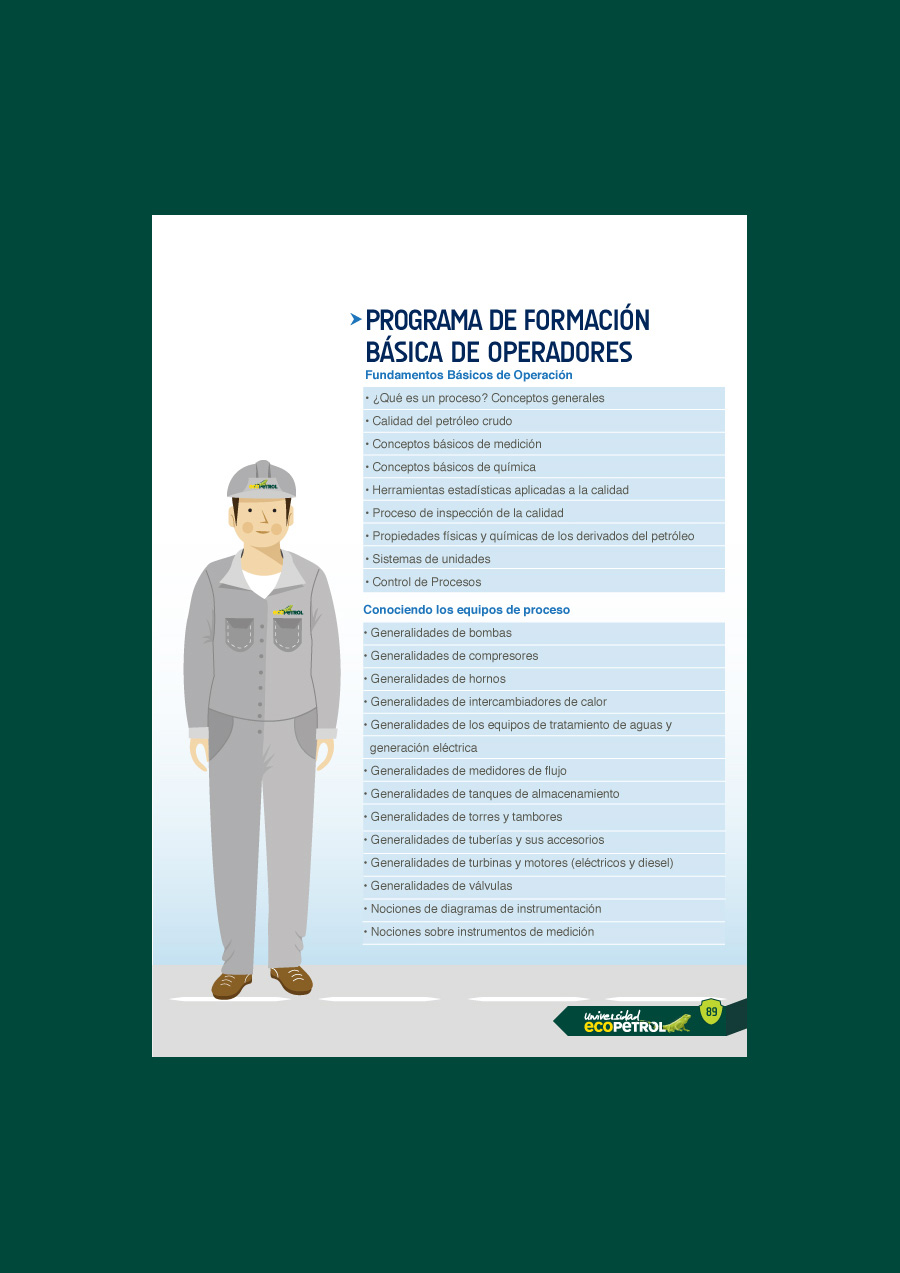 PROGRAMA DE FORMACIÓN
BÁSICA DE OPERADORES
Fundamentos Básicos de Operación
• ¿Qué es un proceso? Conceptos generales
• Calidad del petróleo crudo
• Conceptos básicos de medición
• Conceptos básicos de química
• Herramientas estadísticas aplicadas a la calidad
• Proceso de inspección de la calidad
• Propiedades físicas y químicas de los derivados del petróleo
• Sistemas de unidades
• Control de Procesos
Conociendo los equipos de proceso
• Generalidades de bombas
• Generalidades de compresores
• Generalidades de hornos
• Generalidades de intercambiadores de calor
• Generalidades de los equipos de tratamiento de aguas y
generación eléctrica
• Generalidades de medidores de flujo
• Generalidades de tanques de almacenamiento
• Generalidades de torres y tambores
• Generalidades de tuberías y sus accesorios
• Generalidades de turbinas y motores (eléctricos y diesel)
• Generalidades de válvulas
• Nociones de diagramas de instrumentación
• Nociones sobre instrumentos de medición
ecoPETROL
ecoPETROL
universidad
ecoPETROL
89